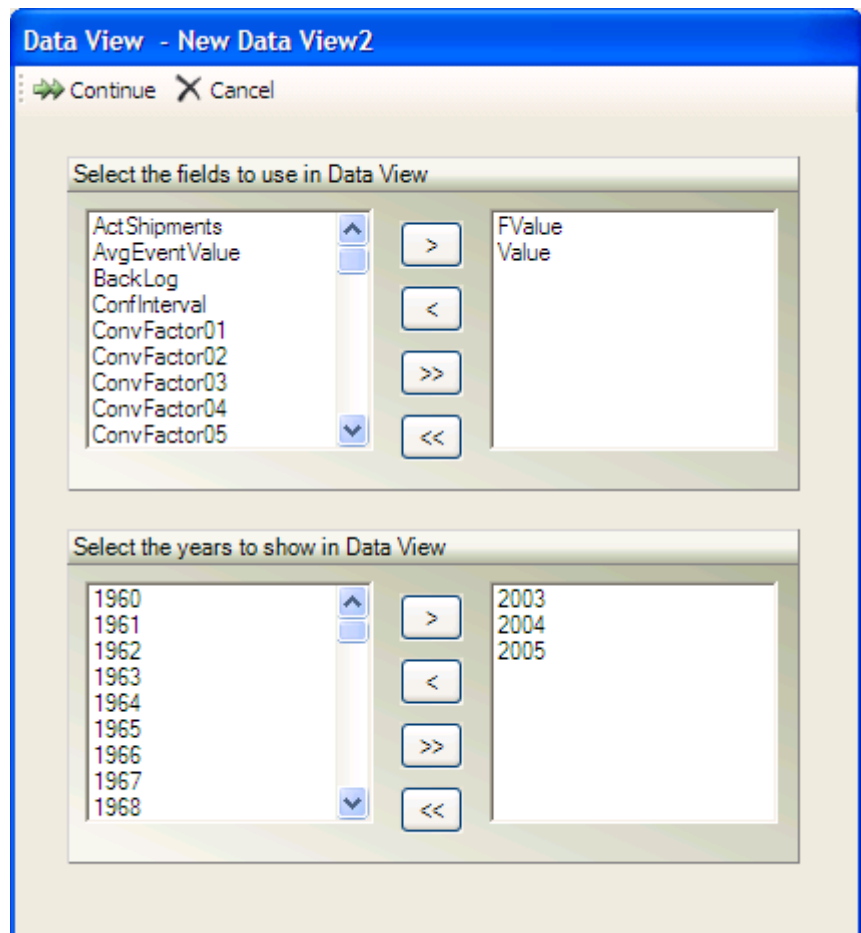 Data View - New Data View2
Continue Cancel
Select the fields to use in Data View
ActShipments
AvgEventValue
BackLog
ConfInterval
ConvFactor01
ConvFactor02
ConvFactor03
ConvFactor04
ConvFactor05
>
<
>>
<<
FValue
Value
Select the years to show in Data View
1960
1961
1962
1963
1964
1965
1966
1967
1968
>
<
>>
<<
2003
2004
2005